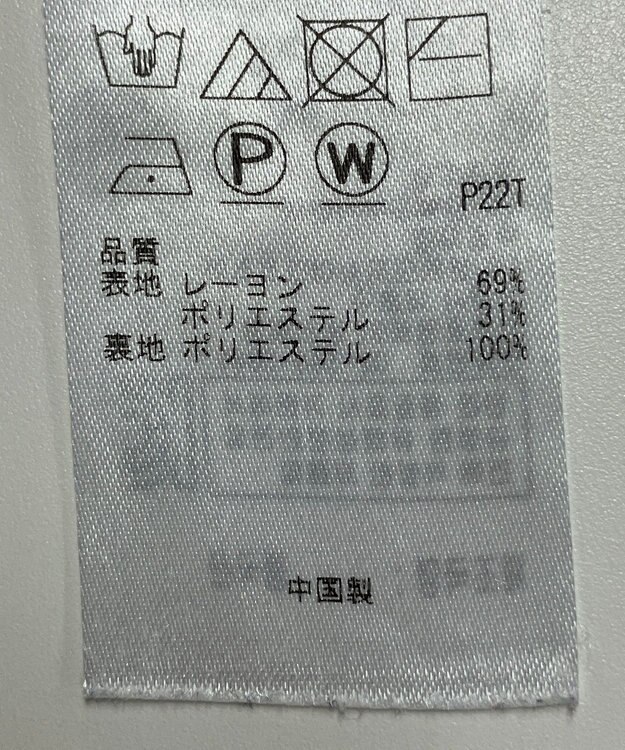 P W
P22T
品質
表地 レーヨン 69%
ポリエステル 31%
裏地 ポリエステル 100%
中国製